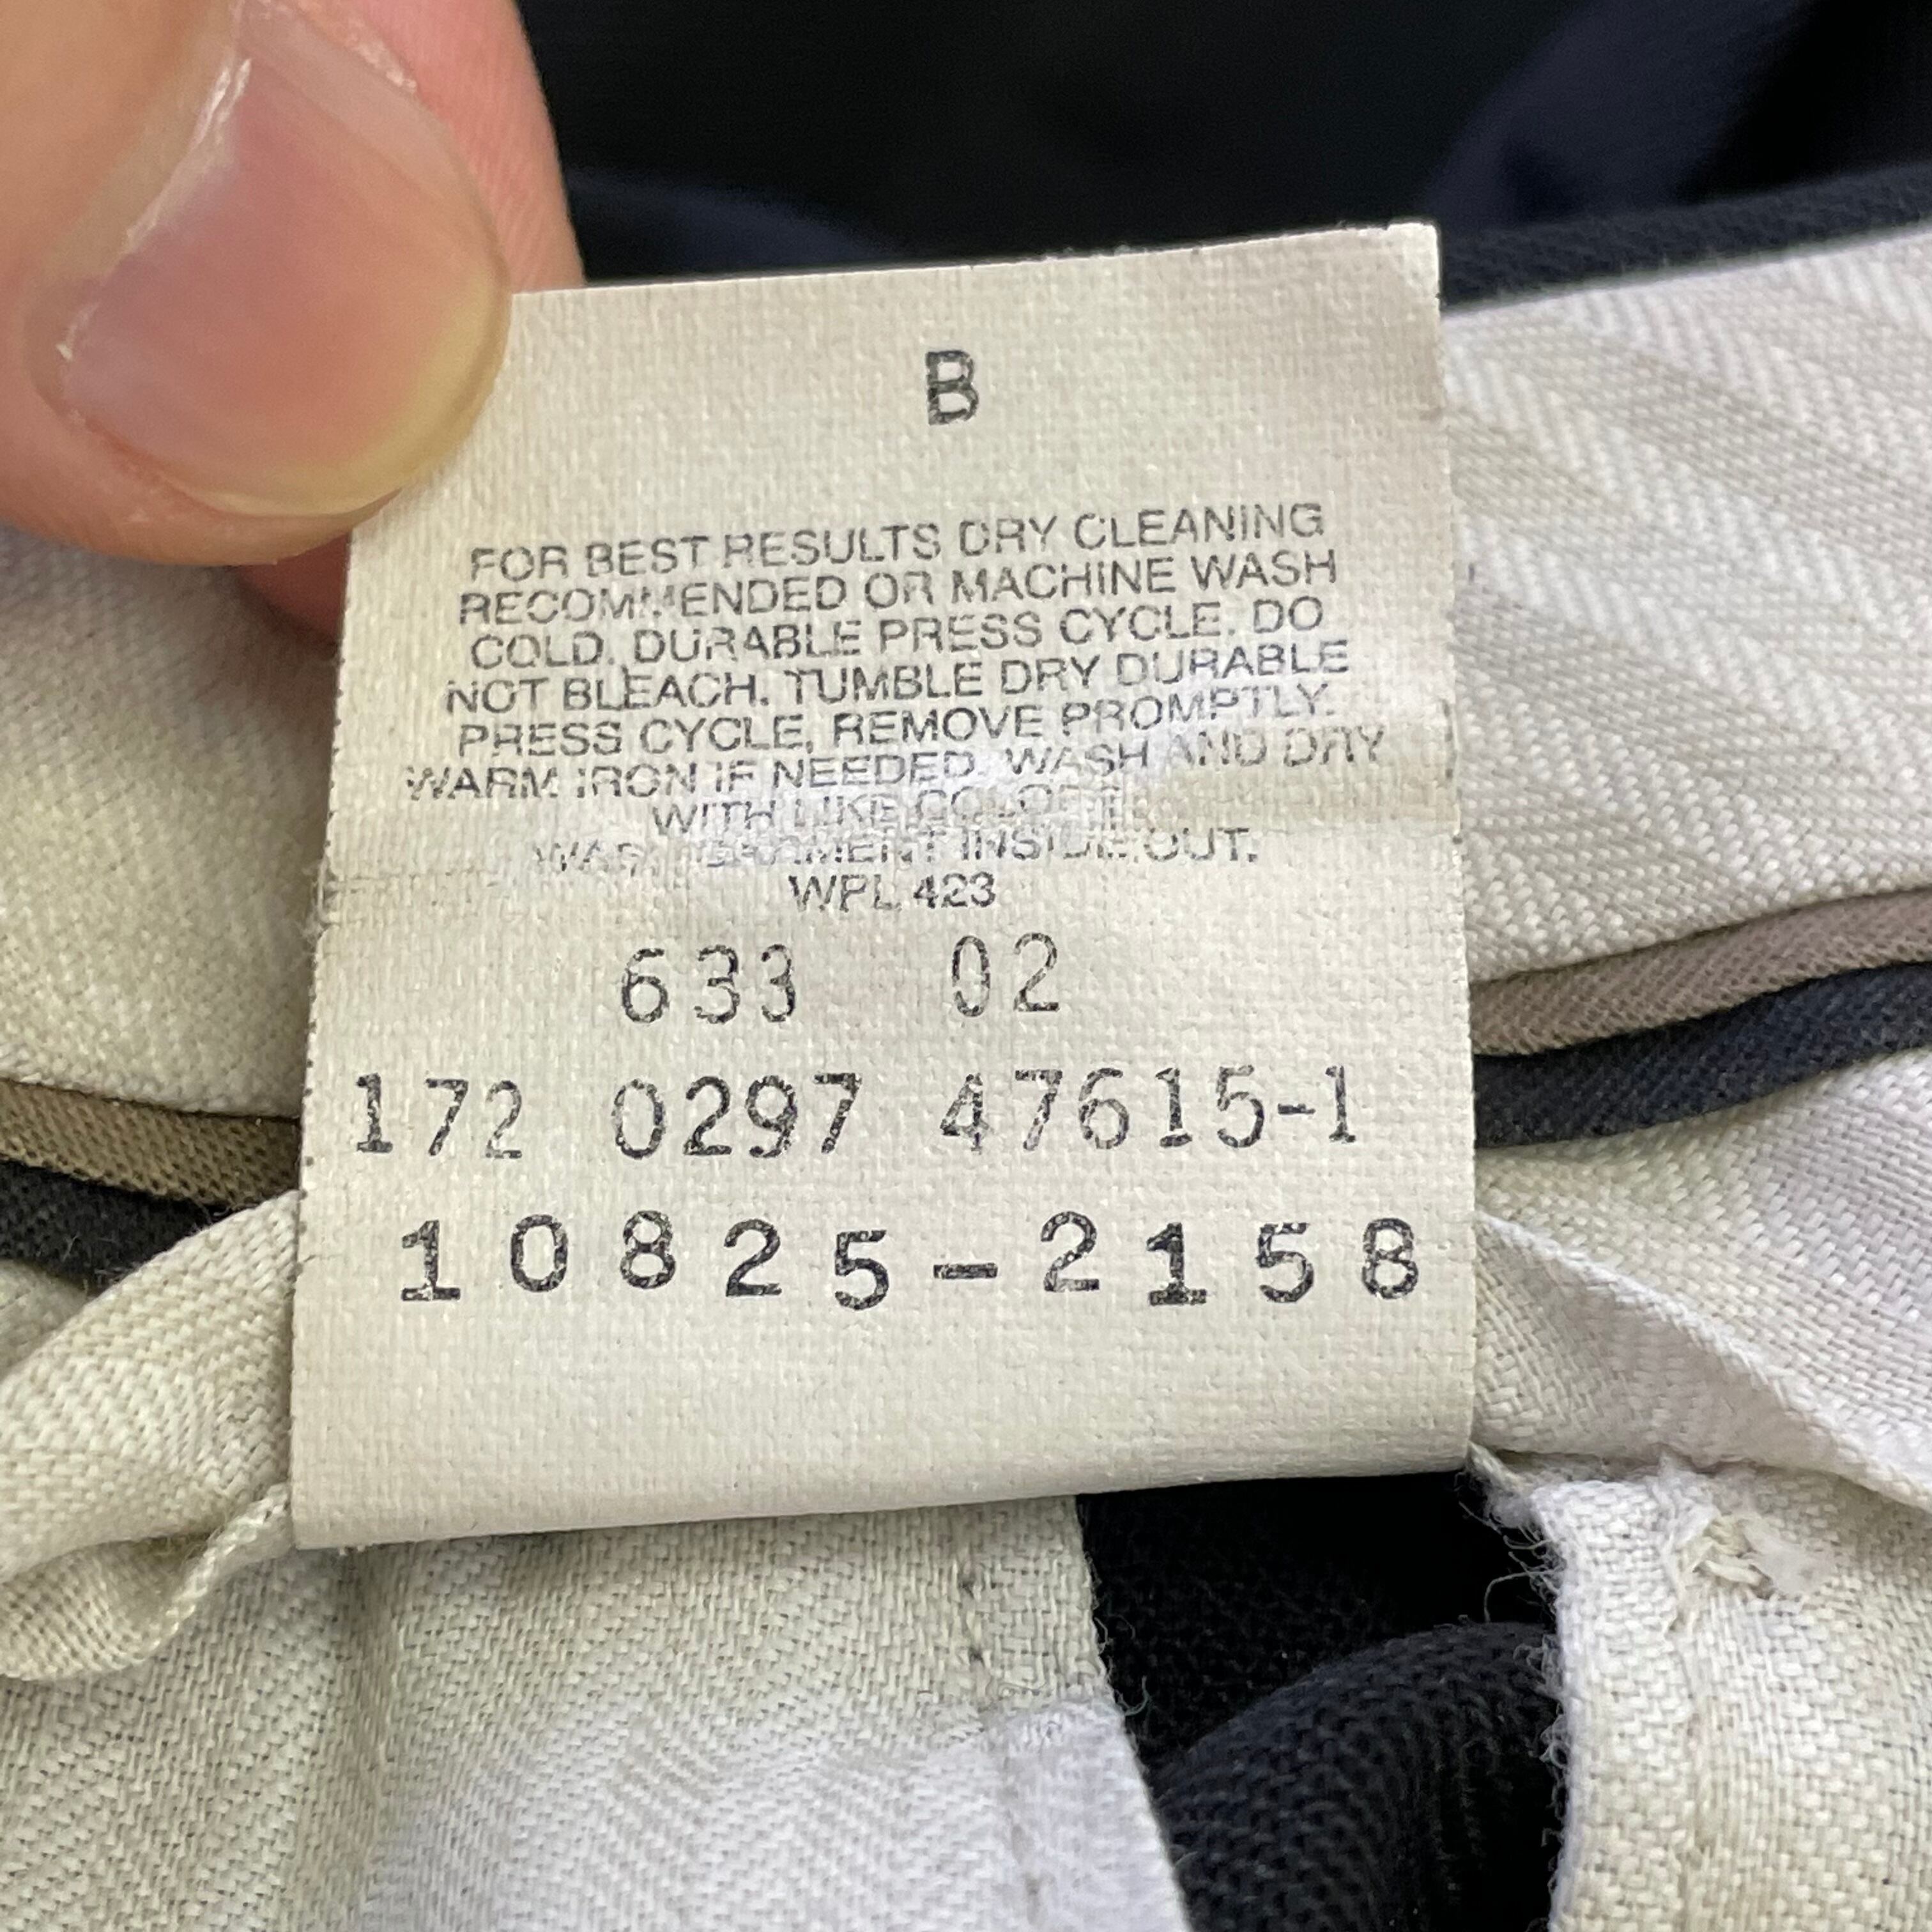 B
FOR BEST RESULTS DRY CLEANING
RECOMMENDED OR MACHINE WASH
COLD. DURABLE PRESS CYCLE. DO
NOT BLEACH. TUMBLE DRY DURABLE
PRESS CYCLE, REMOVE PROMPTLY.
WARM IRON IF NEEDED. WASH AND DRY
WITH LIKE
GARMENT INSIDE OUT.
WPL 423
633 02
172 0297 47615-1
10825-2158